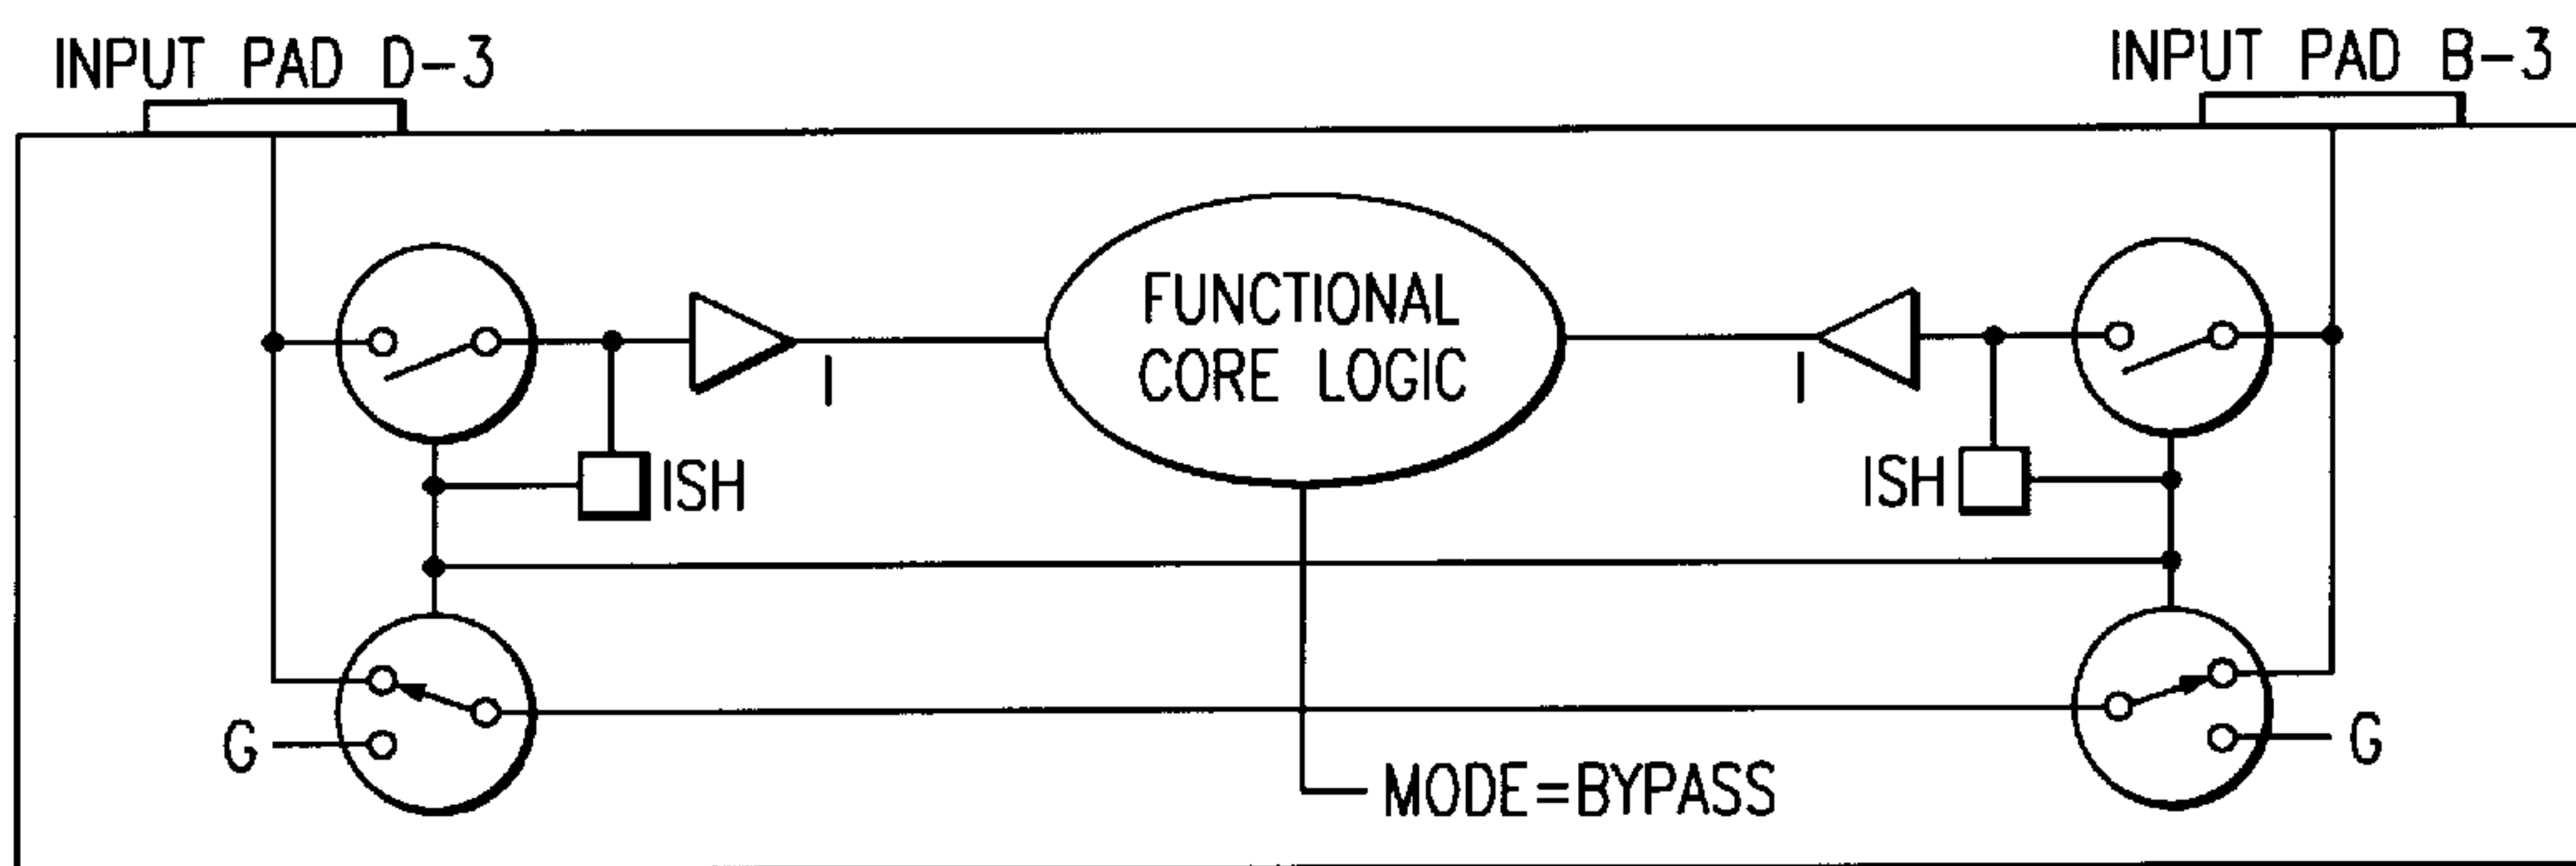 INPUT PAD D-3
INPUT PAD B-3
FUNCTIONAL
CORE LOGIC
I
I
ISH
ISH
G
G
MODE=BYPASS